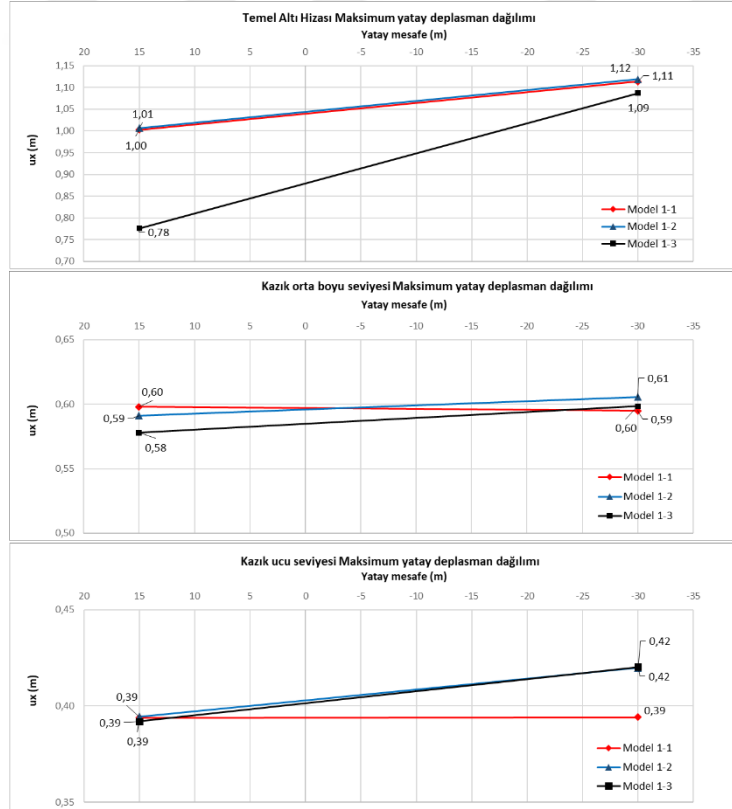 Temel Altı Hizası Maksimum yatay deplasman dağılımı
Yatay mesafe (m)
20 15 10 5 0 -5 -10 -15 -20 -25 -30 -35
1,15
1,10
1,05
1,00
0,95
0,90
0,85
0,80
0,75
0,70
ux (m)
1,01
1,00
0,78
1,12
1,11
1,09
Model 1-1
Model 1-2
Model 1-3
Kazık orta boyu seviyesi Maksimum yatay deplasman dağılımı
Yatay mesafe (m)
20 15 10 5 0 -5 -10 -15 -20 -25 -30 -35
0,65
0,60
0,55
0,50
ux (m)
0,60
0,59
0,58
0,61
0,60
0,59
Model 1-1
Model 1-2
Model 1-3
Kazık ucu seviyesi Maksimum yatay deplasman dağılımı
Yatay mesafe (m)
20 15 10 5 0 -5 -10 -15 -20 -25 -30 -35
0,45
0,40
0,35
ux (m)
0,39
0,39
0,39
0,42
0,42
0,39
Model 1-1
Model 1-2
Model 1-3